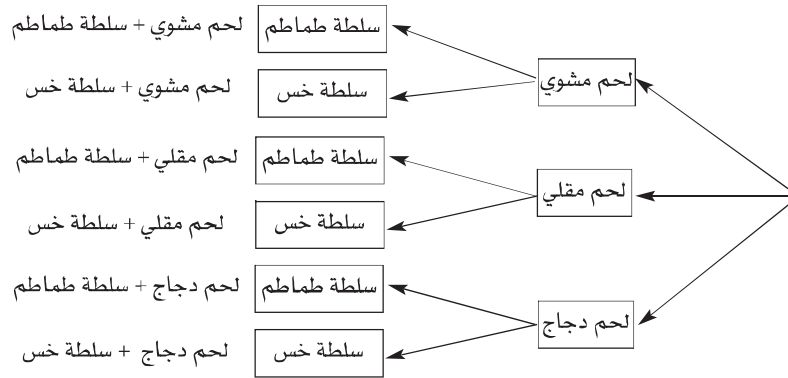 لحم مشوي
سلطة طماطم
لحم مشوي + سلطة طماطم
سلطة خس
لحم مشوي + سلطة خس
لحم مقلي
سلطة طماطم
لحم مقلي + سلطة طماطم
سلطة خس
لحم مقلي + سلطة خس
لحم دجاج
سلطة طماطم
لحم دجاج + سلطة طماطم
سلطة خس
لحم دجاج + سلطة خس